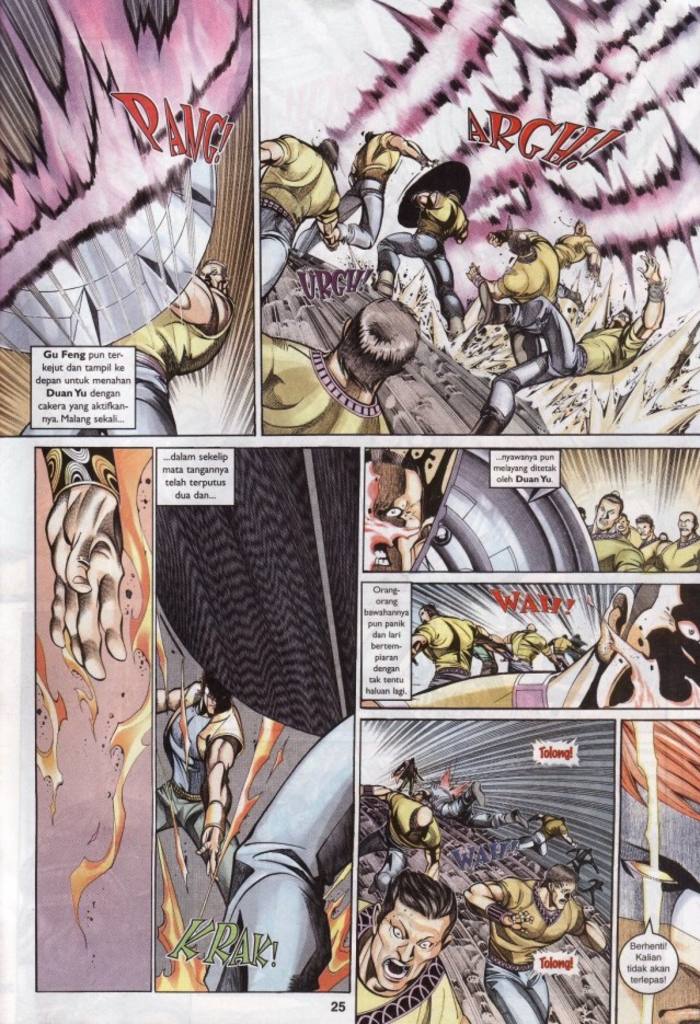 PANG!
ARGH!!
URGH!
Gu Feng pun ter-
kejut dan tampil ke
depan untuk menahan
Duan Yu dengan
cakera yang aktifkan-
nya. Malang sekali...
...dalam sekelip
mata tangannya
telah terputus
dua dan...
...nyawanya pun
melayang ditetak
oleh Duan Yu.
Orang-
orang
bawahannya
pun panik
dan lari
bertem-
piaran
dengan
tak tentu
haluan lagi.
WAH!
Tolong!
WAH!
Tolong!
KRAK!
Berhenti!
Kalian
tidak akan
terlepas!
25